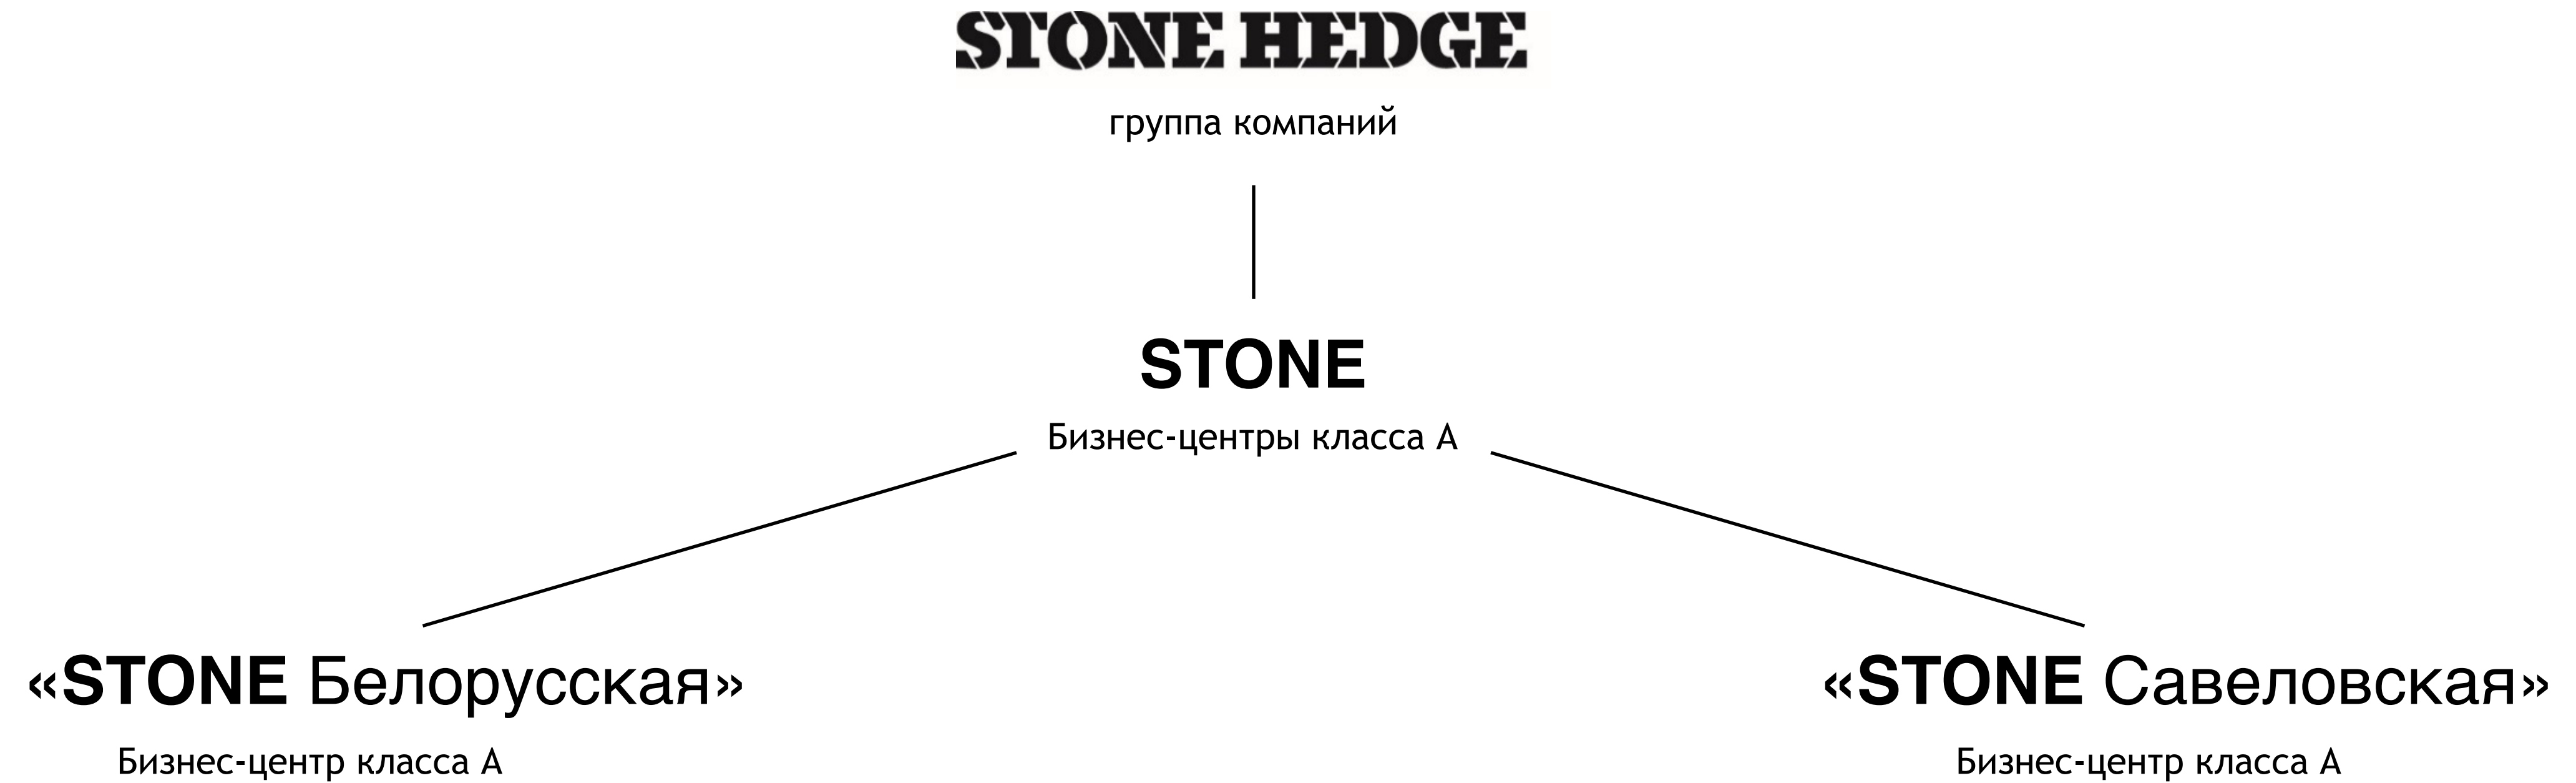 STONE HEDGE
группа компаний
STONE
Бизнес-центры класса А
«STONE Белорусская»
Бизнес-центр класса А
«STONE Савеловская»
Бизнес-центр класса А